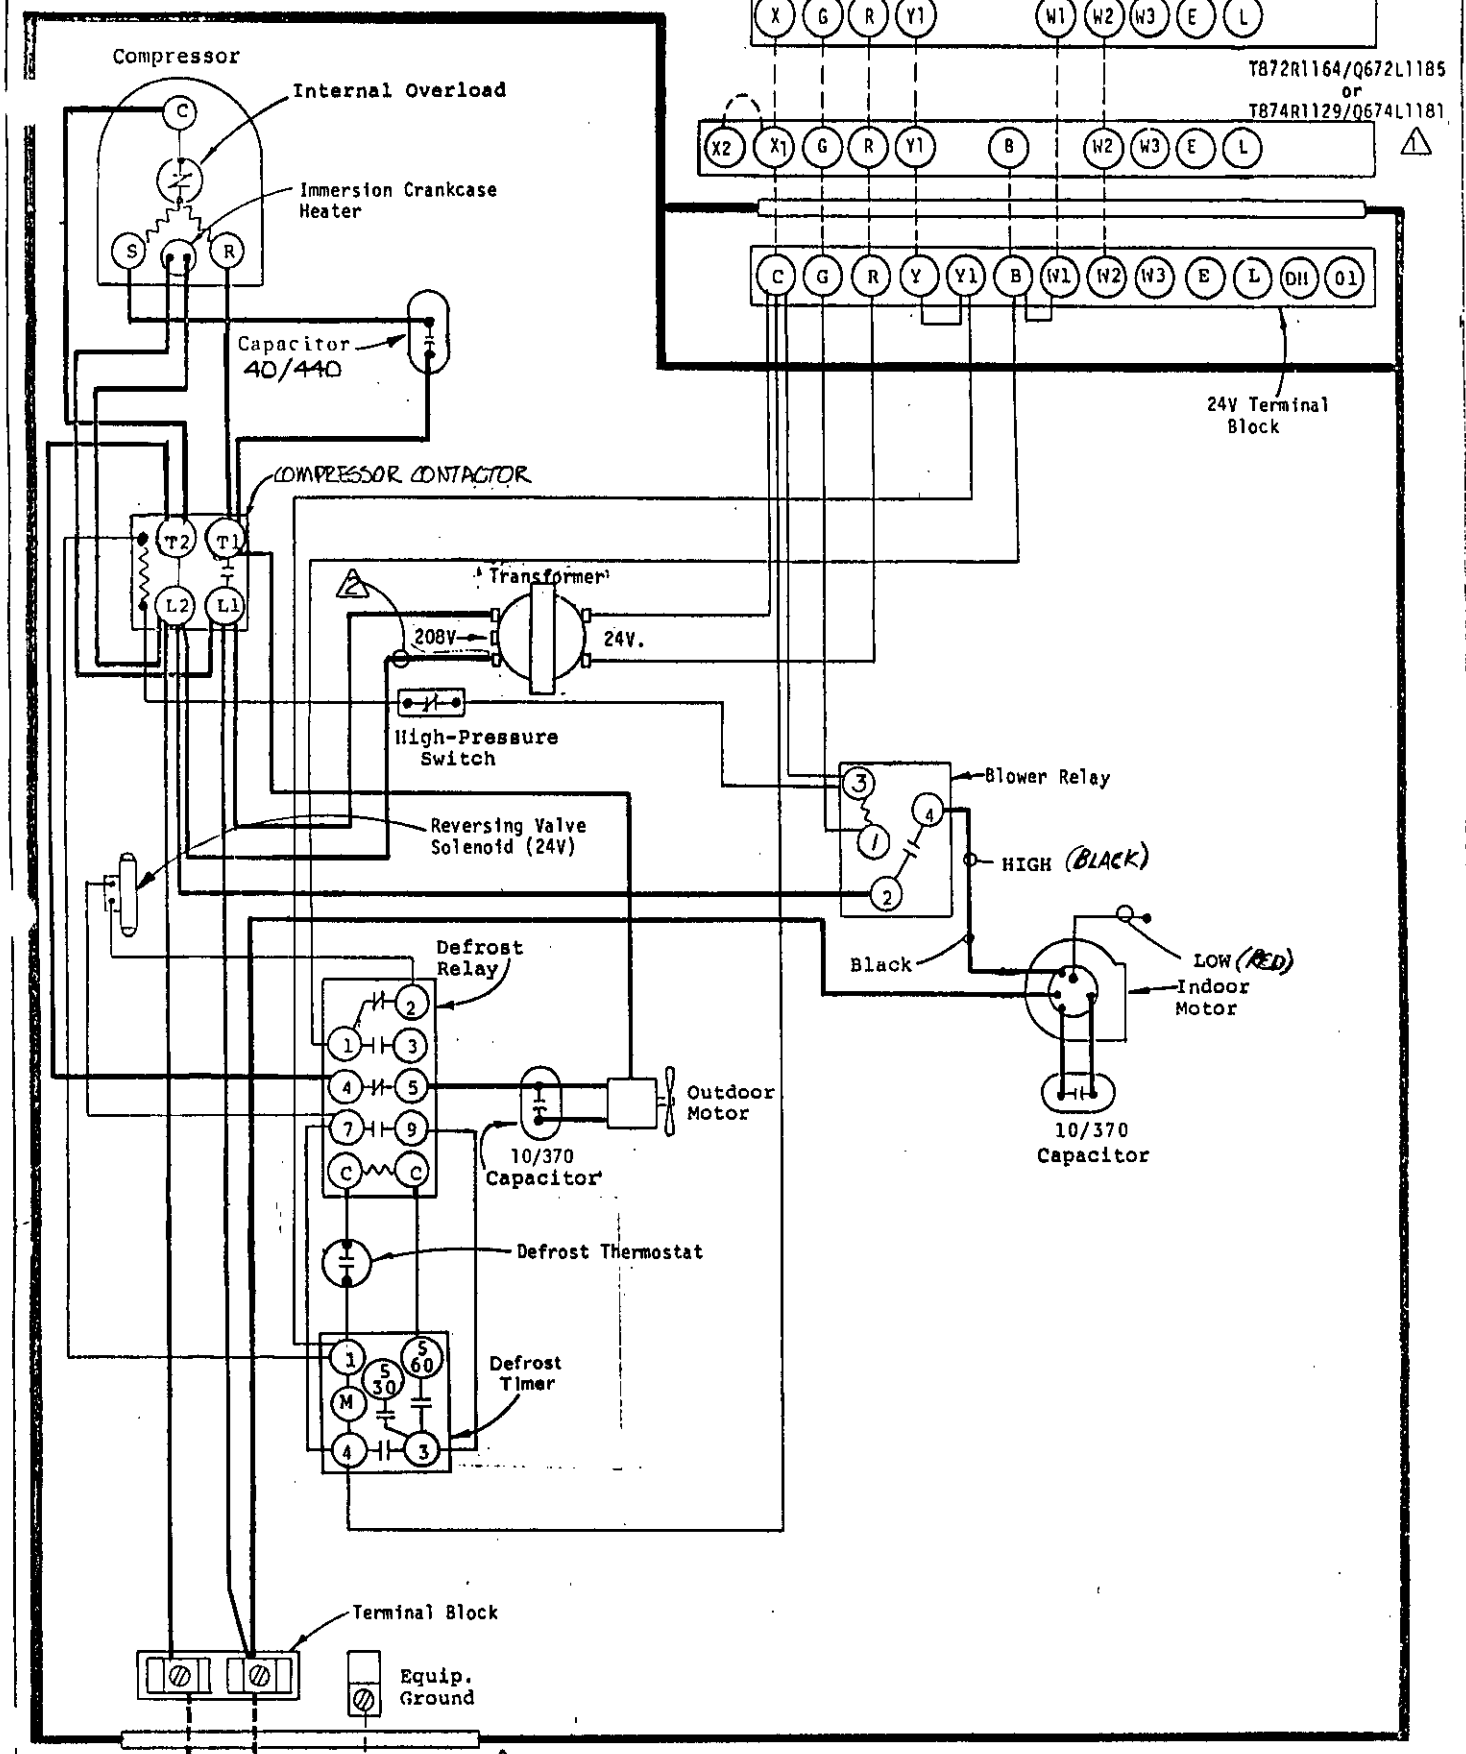 X G R Y1 W1 W2 W3 E L
T872R1164/Q672L1185
or
T874R1129/Q674L1181
1
X2 X1 G R Y1 B W2 W3 E L
C G R Y Y1 B W1 W2 W3 E L DH O1
24V Terminal
Block
Compressor
Internal Overload
C
Immersion Crankcase
Heater
S R
Capacitor
40/440
COMPRESSOR CONTACTOR
T2 T1
L2 L1
2
Transformer
208V
24V.
High-Pressure
Switch
Blower Relay
3
4
1
2
HIGH (BLACK)
Reversing Valve
Solenoid (24V)
Black
LOW (RED)
Indoor
Motor
10/370
Capacitor
Defrost
Relay
2
1 3
4 5
7 9
C C
Outdoor
Motor
10/370
Capacitor
Defrost Thermostat
Defrost
Timer
1
S
30
S
60
M
4 3
Terminal Block
Equip.
Ground